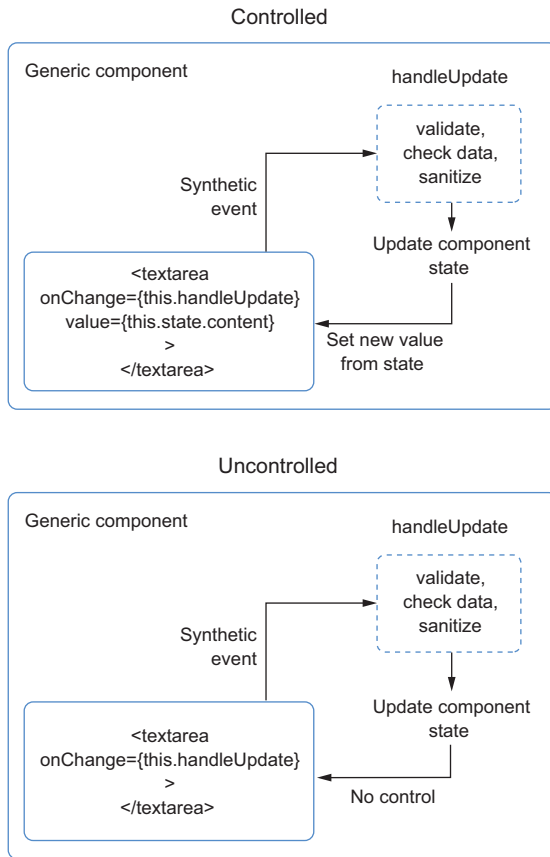 Controlled
Generic component
handleUpdate
validate,
check data,
sanitize
Synthetic
event
Update component
state
<textarea
onChange={this.handleUpdate}
value={this.state.content}
>
</textarea>
Set new value
from state
Uncontrolled
Generic component
handleUpdate
validate,
check data,
sanitize
Synthetic
event
Update component
state
<textarea
onChange={this.handleUpdate}
>
</textarea>
No control